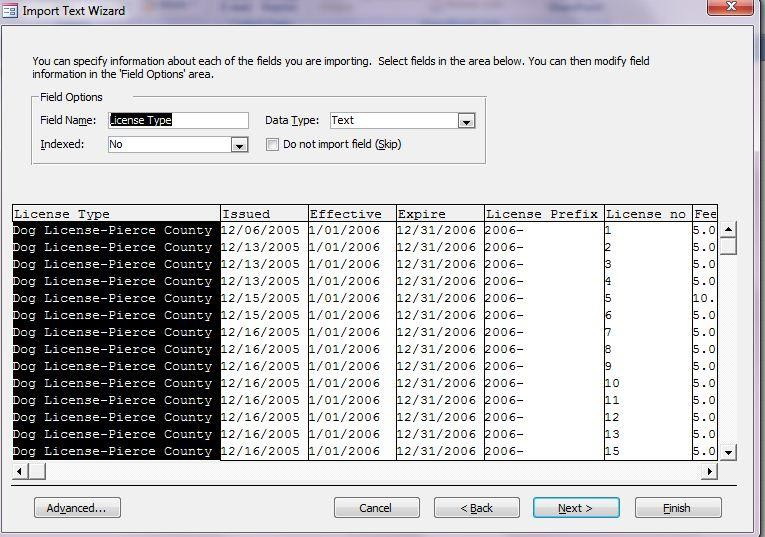 Import Text Wizard
You can specify information about each of the fields you are importing. Select fields in the area below. You can then modify field
information in the 'Field Options' area.
Field Options
Field Name: License Type Data Type: Text
Indexed: No Do not import field (Skip)
License Type Issued Effective Expire License Prefix License no Fee
Dog License-Pierce County 12/06/2005 1/01/2006 12/31/2006 2006- 1 5.0
Dog License-Pierce County 12/13/2005 1/01/2006 12/31/2006 2006- 2 5.0
Dog License-Pierce County 12/13/2005 1/01/2006 12/31/2006 2006- 3 5.0
Dog License-Pierce County 12/13/2005 1/01/2006 12/31/2006 2006- 4 5.0
Dog License-Pierce County 12/15/2005 1/01/2006 12/31/2006 2006- 5 10.
Dog License-Pierce County 12/15/2005 1/01/2006 12/31/2006 2006- 6 5.0
Dog License-Pierce County 12/16/2005 1/01/2006 12/31/2006 2006- 7 5.0
Dog License-Pierce County 12/16/2005 1/01/2006 12/31/2006 2006- 8 5.0
Dog License-Pierce County 12/16/2005 1/01/2006 12/31/2006 2006- 9 5.0
Dog License-Pierce County 12/16/2005 1/01/2006 12/31/2006 2006- 10 5.0
Dog License-Pierce County 12/16/2005 1/01/2006 12/31/2006 2006- 11 5.0
Dog License-Pierce County 12/16/2005 1/01/2006 12/31/2006 2006- 12 5.0
Dog License-Pierce County 12/16/2005 1/01/2006 12/31/2006 2006- 13 5.0
Dog License-Pierce County 12/16/2005 1/01/2006 12/31/2006 2006- 15 5.0
Advanced... Cancel < Back Next > Finish